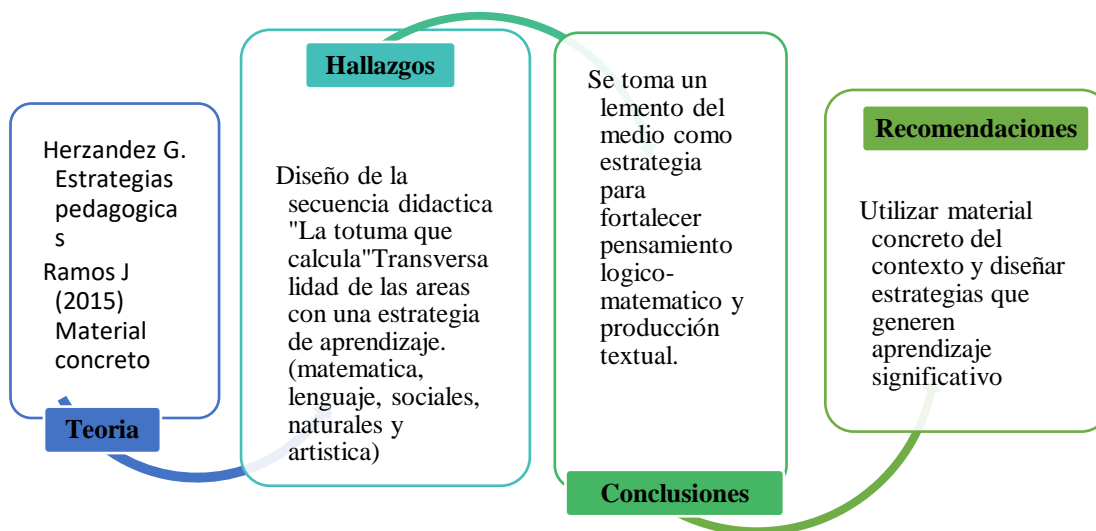 Herzandez G.
Estrategias
pedagogica
s
Ramos J
(2015)
Material
concreto
Teoria
Hallazgos
Diseño de la
secuencia didactica
"La totuma que
calcula"Transversa
lidad de las areas
con una estrategia
de aprendizaje.
(matematica,
lenguaje, sociales,
naturales y
artistica)
Se toma un
lemento del
medio como
estrategia
para
fortalecer
pensamiento
logico-
matematico y
producción
textual.
Conclusiones
Recomendaciones
Utilizar material
concreto del
contexto y diseñar
estrategias que
generen
aprendizaje
significativo